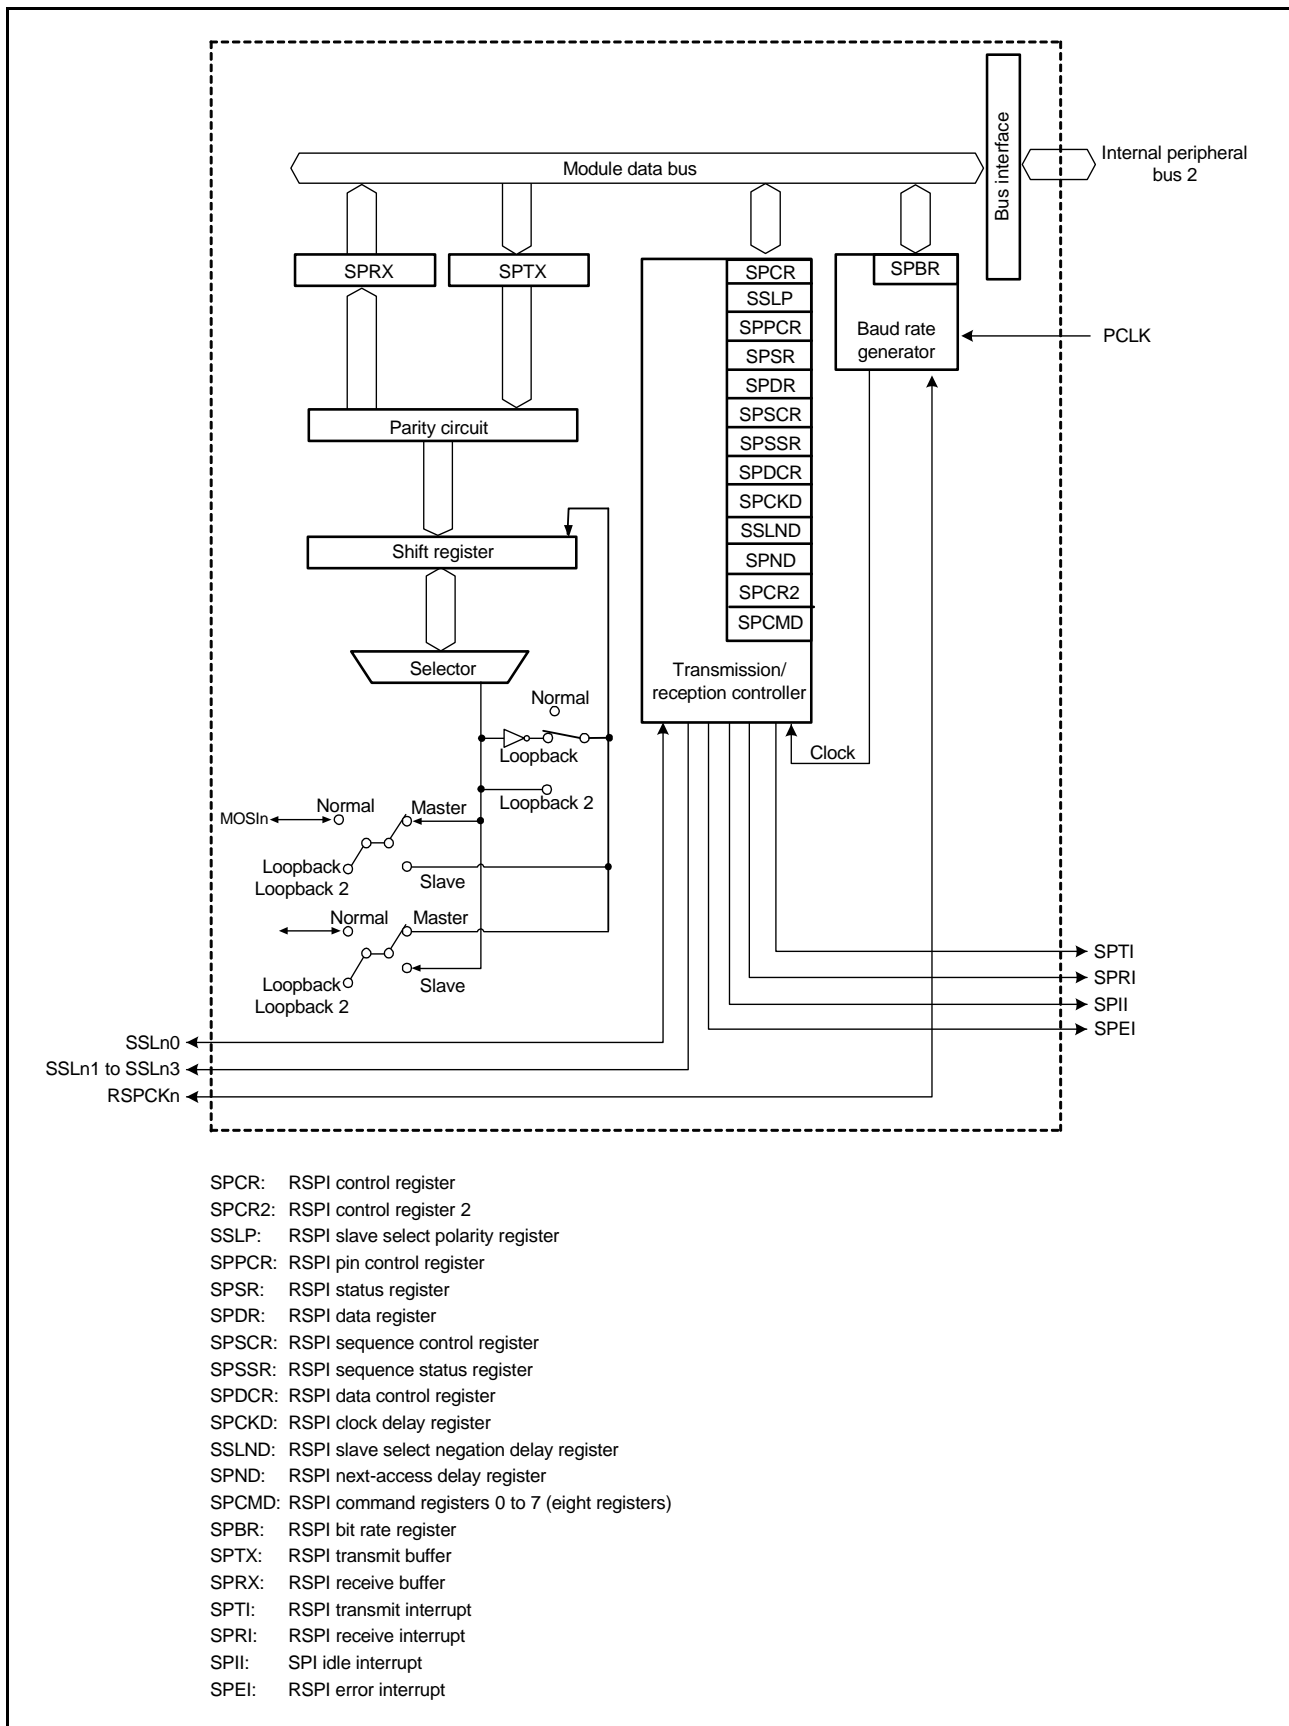 Bus interface
Internal peripheral
bus 2
Module data bus
SPRX
SPTX
SPCR
SPBR
SSLP
SPPCR
SPSR
SPDR
SPSCR
SPSSR
SPDCR
SPCKD
SSLND
SPND
SPCR2
SPCMD
Baud rate
generator
PCLK
Parity circuit
Shift register
Selector
Transmission/
reception controller
Normal
Loopback
Clock
Loopback 2
MOSIn
Normal
Master
Loopback
Loopback 2
Slave
Normal
Master
Loopback
Loopback 2
Slave
SPTI
SPRI
SPII
SPEI
SSLn0
SSLn1 to SSLn3
RSPCKn
SPCR: RSPI control register
SPCR2: RSPI control register 2
SSLP: RSPI slave select polarity register
SPPCR: RSPI pin control register
SPSR: RSPI status register
SPDR: RSPI data register
SPSCR: RSPI sequence control register
SPSSR: RSPI sequence status register
SPDCR: RSPI data control register
SPCKD: RSPI clock delay register
SSLND: RSPI slave select negation delay register
SPND: RSPI next-access delay register
SPCMD: RSPI command registers 0 to 7 (eight registers)
SPBR: RSPI bit rate register
SPTX: RSPI transmit buffer
SPRX: RSPI receive buffer
SPTI: RSPI transmit interrupt
SPRI: RSPI receive interrupt
SPII: SPI idle interrupt
SPEI: RSPI error interrupt